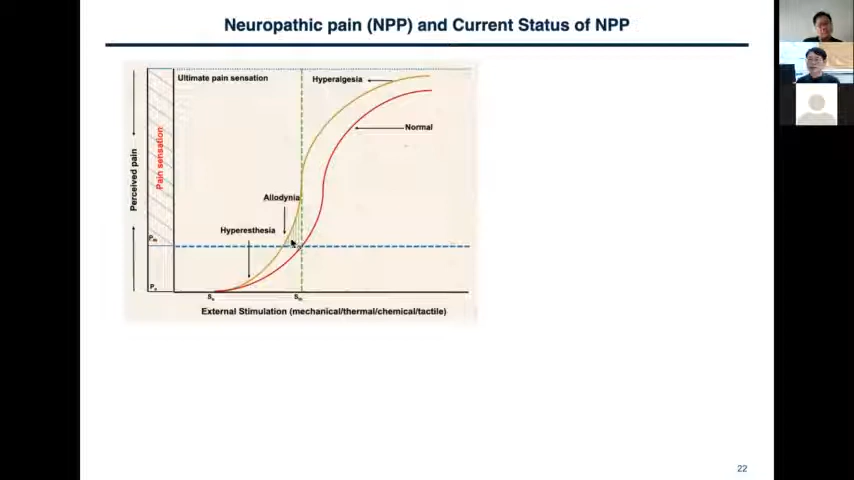 Neuropathic pain (NPP) and Current Status of NPP
Ultimate pain sensation
Hyperalgesia
Normal
Perceived pain
Pain sensation
Allodynia
Hyperesthesia
External Stimulation (mechanical/thermal/chemical/tactile)
22